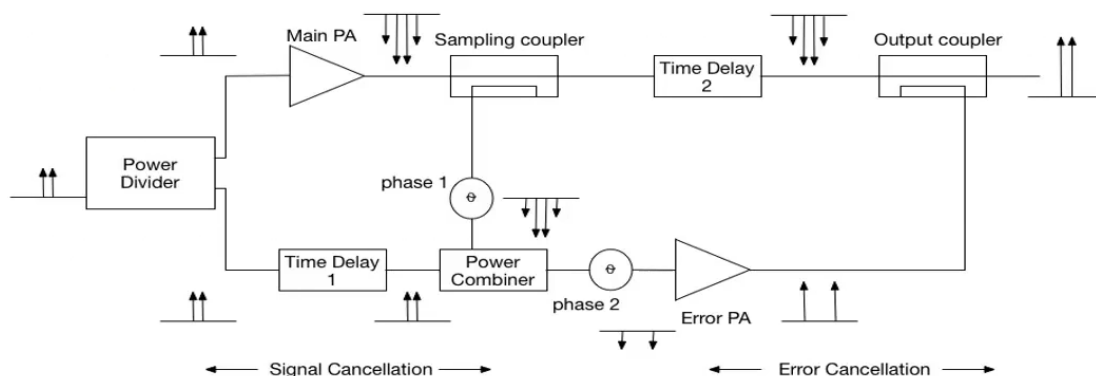 Main PA
Sampling coupler
Output coupler
Time Delay
2
Power
Divider
phase 1
Time Delay
1
Power
Combiner
phase 2
Error PA
Signal Cancellation
Error Cancellation